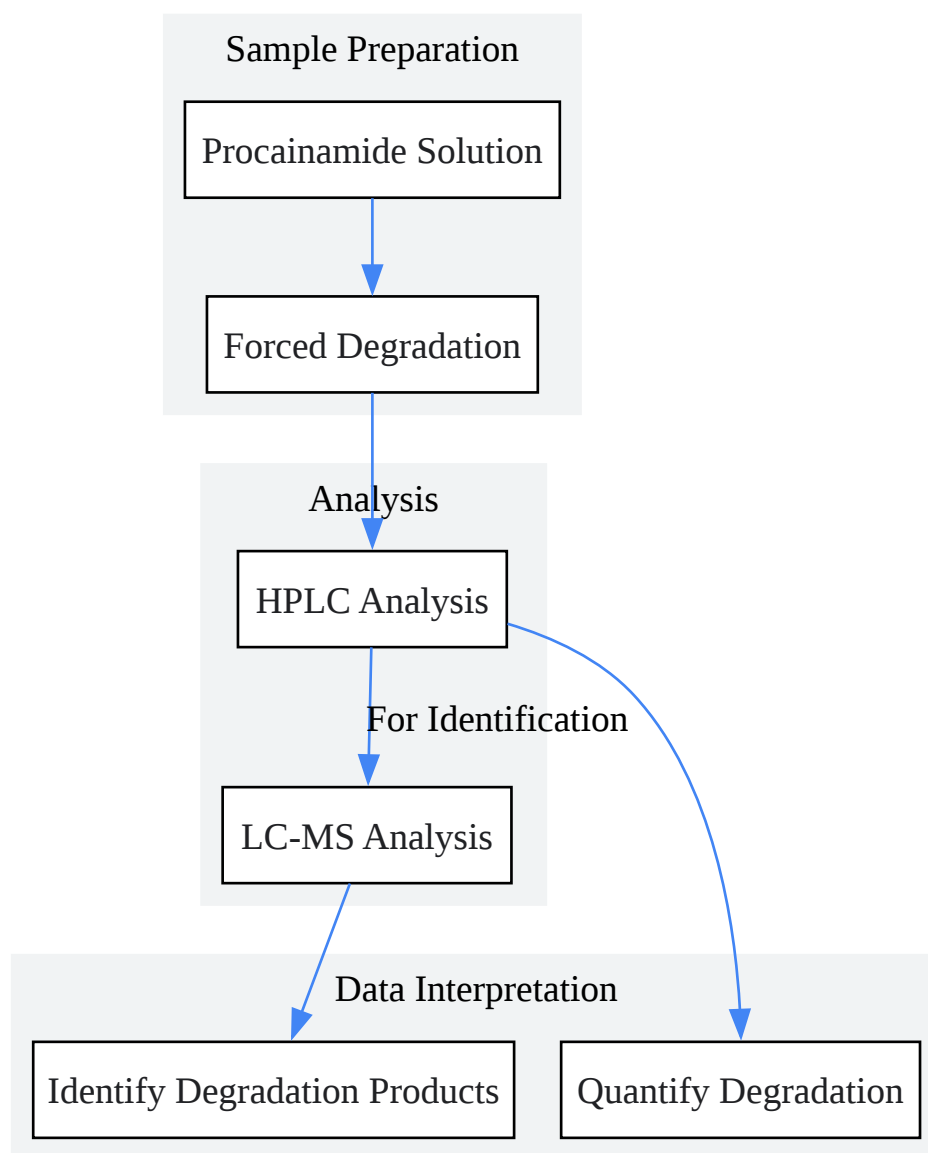 Sample Preparation
Procainamide Solution
Forced Degradation
Analysis
HPLC Analysis
For Identification
LC-MS Analysis
Data Interpretation
Identify Degradation Products
Quantify Degradation